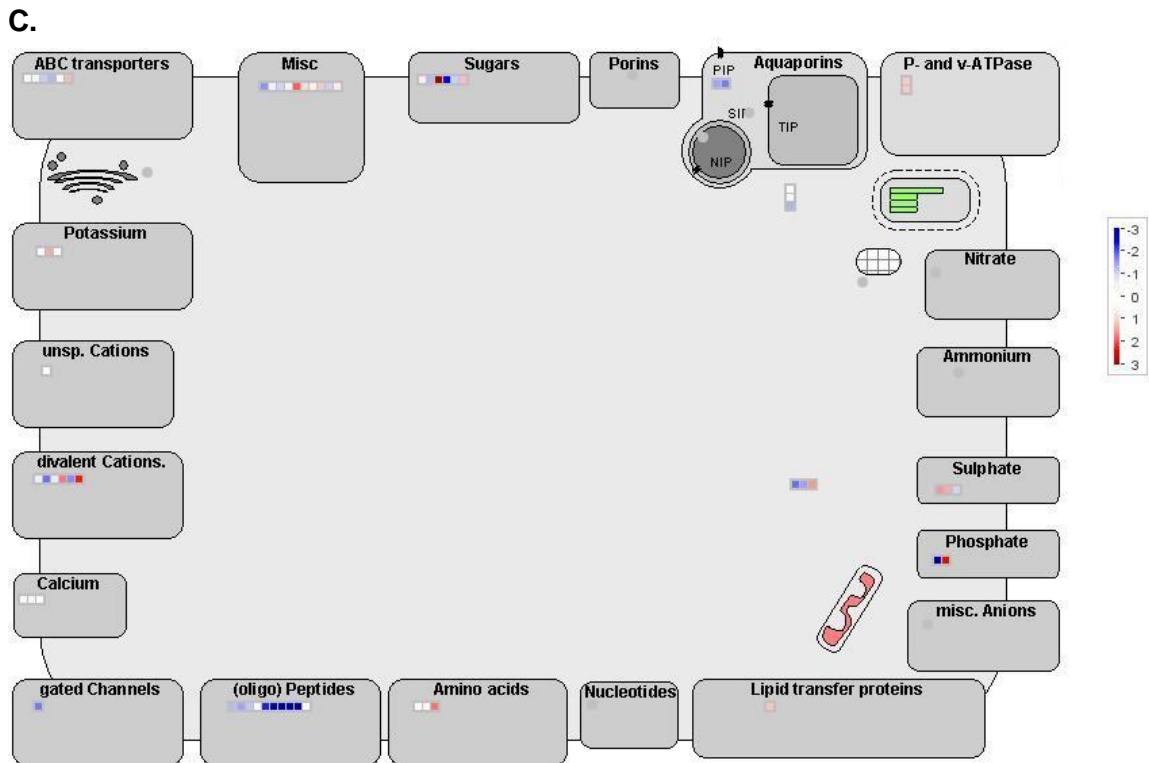 C.
ABC transporters
Misc
Sugars
Porins
Aquaporins
P- and v-ATPase
PIP
TIP
NIP
Potassium
Nitrate
-3
-2
-1
0
1
2
3
unsp. Cations
Ammonium
divalent Cations.
Sulphate
Phosphate
Calcium
misc. Anions
gated Channels
(oligo) Peptides
Amino acids
Nucleotides
Lipid transfer proteins